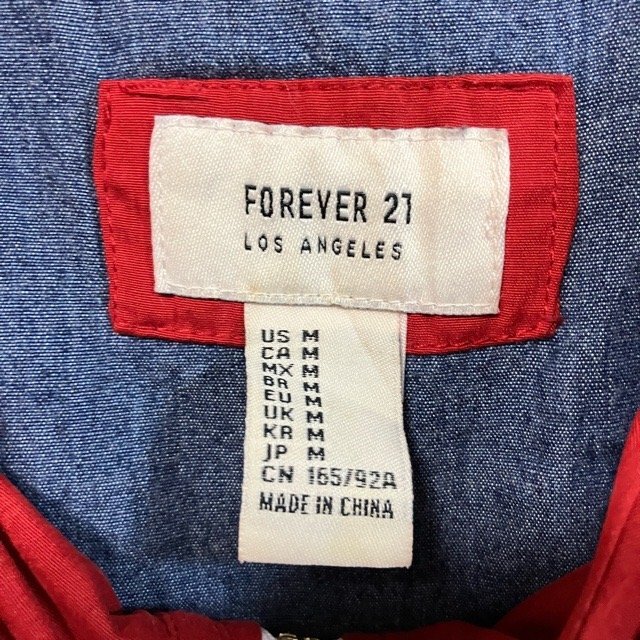 FOREVER 21
LOS ANGELES
US M
CA M
MX M
BR M
EU M
UK M
KR M
JP M
CN 165/92A
MADE IN CHINA